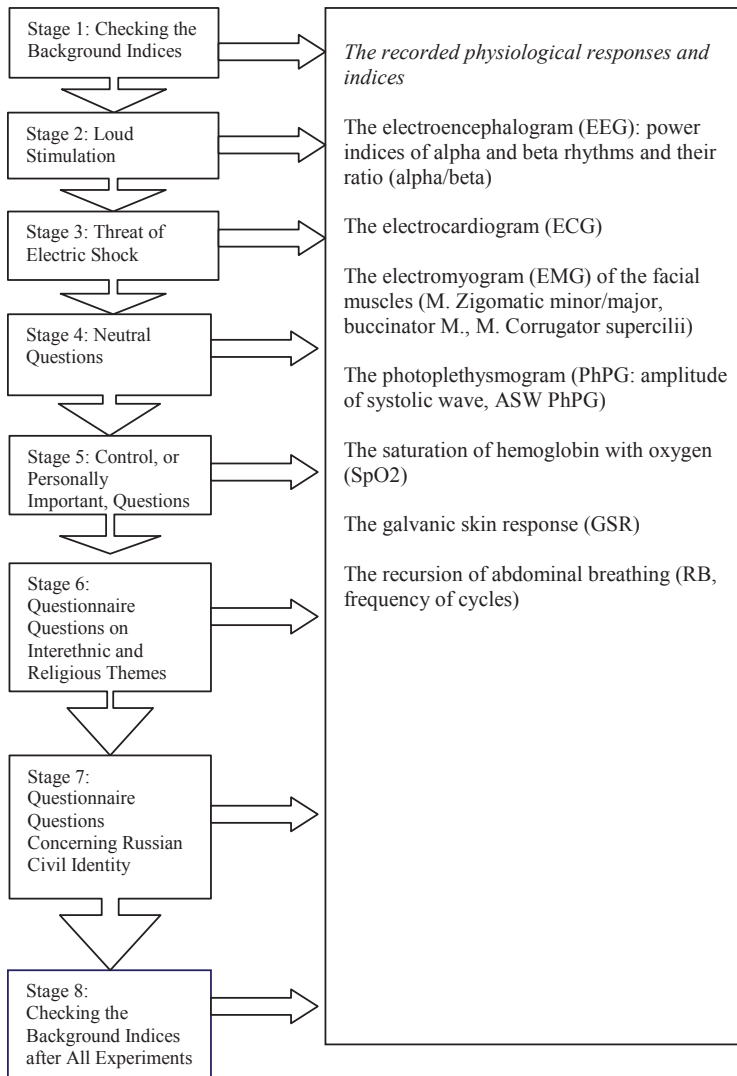 Stage 1: Checking the
Background Indices
Stage 2: Loud
Stimulation
Stage 3: Threat of
Electric Shock
Stage 4: Neutral
Questions
Stage 5: Control, or
Personally
Important, Questions
Stage 6:
Questionnaire
Questions on
Interethnic and
Religious Themes
Stage 7:
Questionnaire
Questions
Concerning Russian
Civil Identity
Stage 8:
Checking the
Background Indices
after All Experiments
The recorded physiological responses and
indices
The electroencephalogram (EEG): power
indices of alpha and beta rhythms and their
ratio (alpha/beta)
The electrocardiogram (ECG)
The electromyogram (EMG) of the facial
muscles (M. Zigomatic minor/major,
buccinator M., M. Corrugator supercilii)
The photoplethysmogram (PhPG: amplitude
of systolic wave, ASW PhPG)
The saturation of hemoglobin with oxygen
(SpO2)
The galvanic skin response (GSR)
The recursion of abdominal breathing (RB,
frequency of cycles)